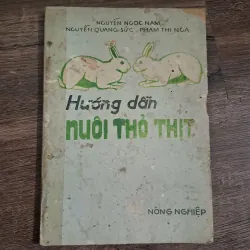 NGUYỄN NGỌC NAM
NGUYỄN QUANG SỨC - PHẠM THỊ NGA
Hướng dẫn
NUÔI THỎ THỊT
NÔNG NGHIỆP